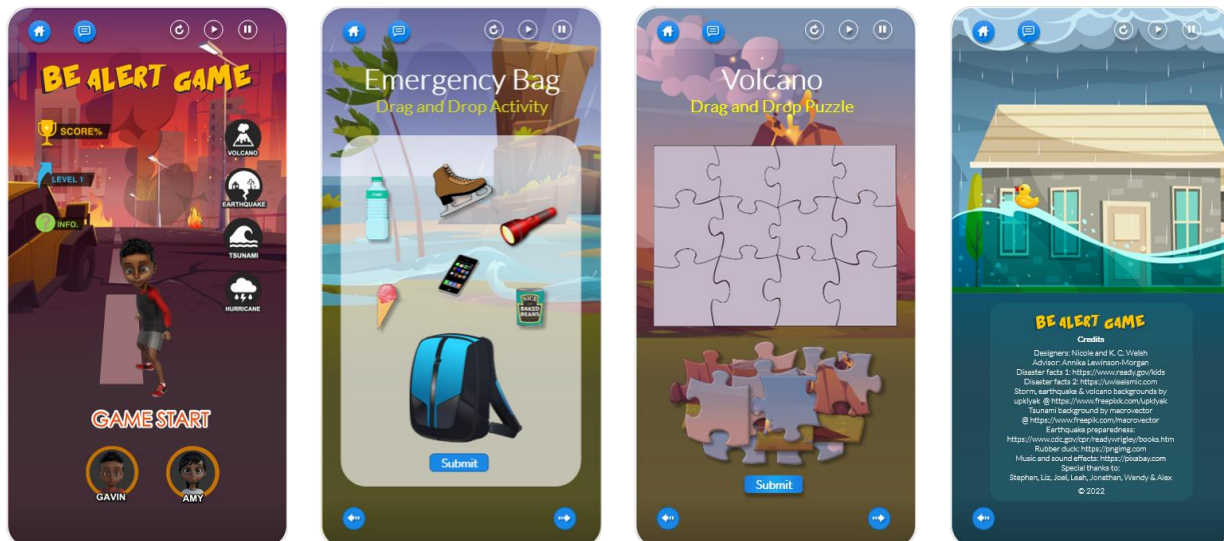 BE ALERT GAME
SCORE%
VOLCANO
LEVEL 1
EARTHQUAKE
INFO.
TSUNAMI
HURRICANE
GAME START
GAVIN
AMY
Emergency Bag
Drag and Drop Activity
NICE
BAKED
BEANS
Submit
Volcano
Drag and Drop Puzzle
Submit
BE ALERT GAME
Credits
Designers: Nicole and K. C. Welsh
Advisor: Annika Lewinson-Morgan
Disaster facts 1: https://www.ready.gov/kids
Disaster facts 2: https://uwiseismic.com
Storm, earthquake & volcano backgrounds by
upklyak @ https://www.freepik.com/upklyak
Tsunami background by macrovector
@ https://www.freepik.com/macrovector
Earthquake preparedness:
https://www.cdc.gov/cpr/readywrigley/books.htm
Rubber duck: https://pngimg.com
Music and sound effects: https://pixabay.com
Special thanks to:
Stephen, Liz, Joel, Leah, Jonathan, Wendy & Alex
© 2022